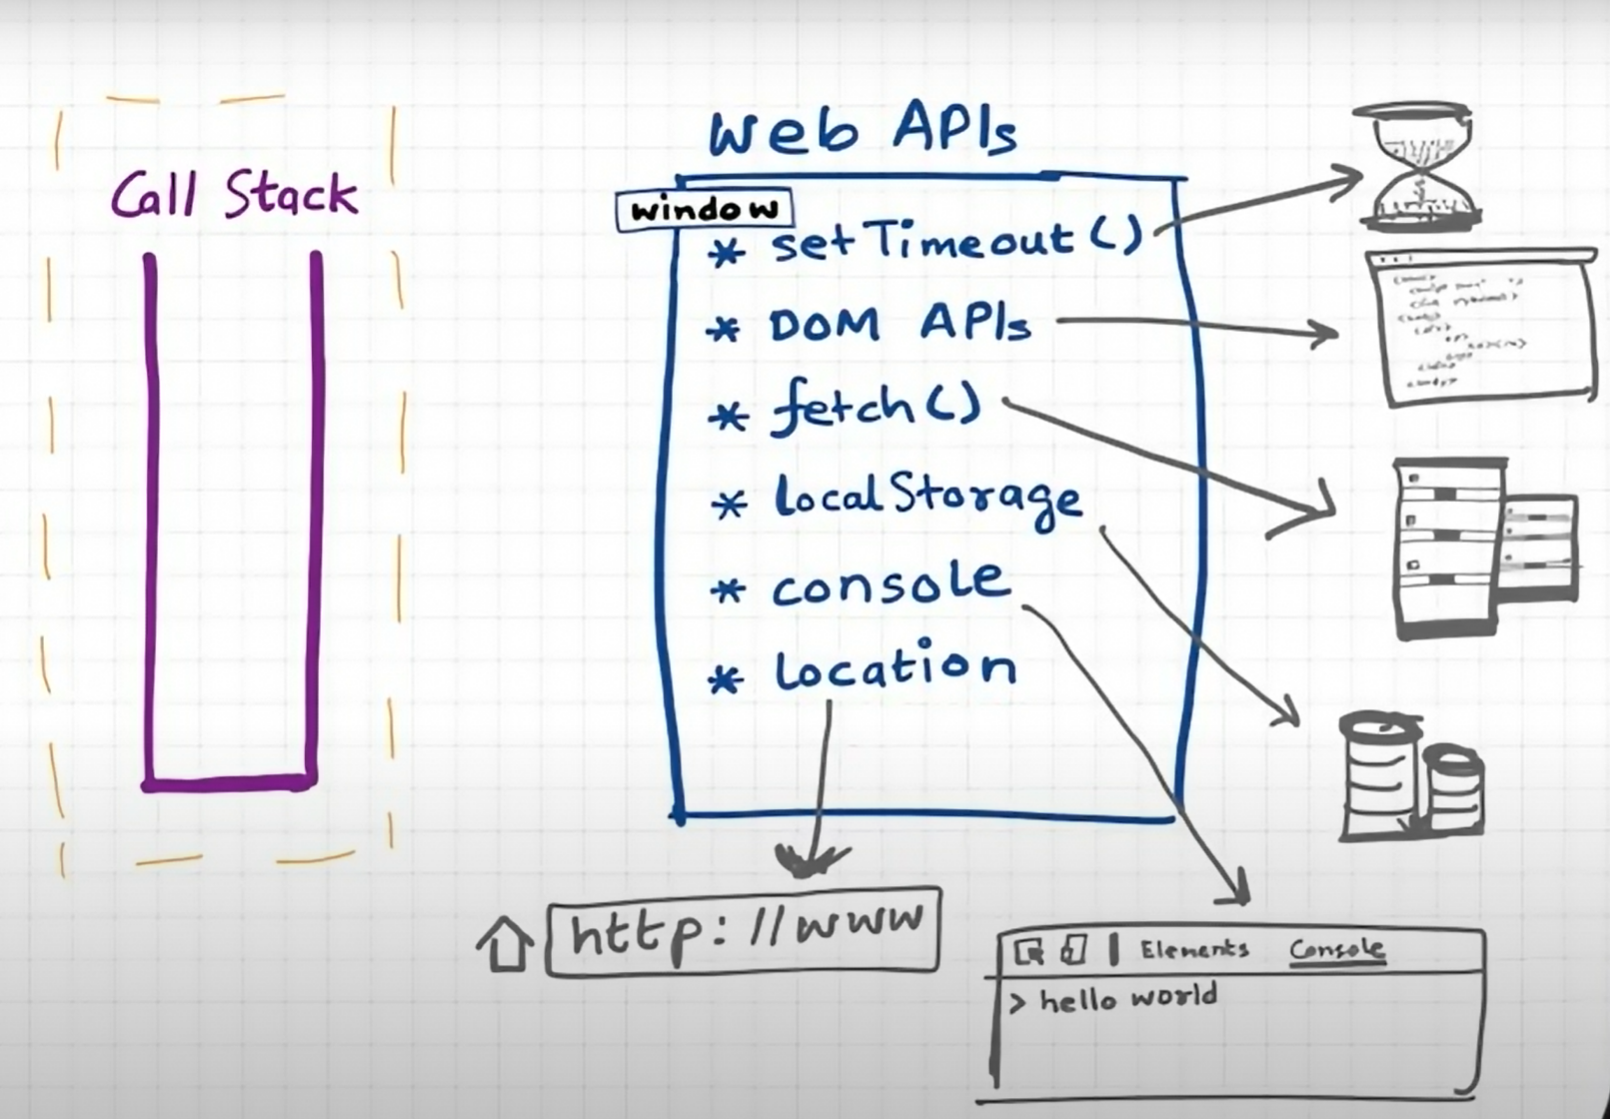 Call Stack
Web APIs
window
* setTimeout()
* DOM APIs
* fetch()
* localStorage
* console
* location
http://www
Elements Console
> hello world